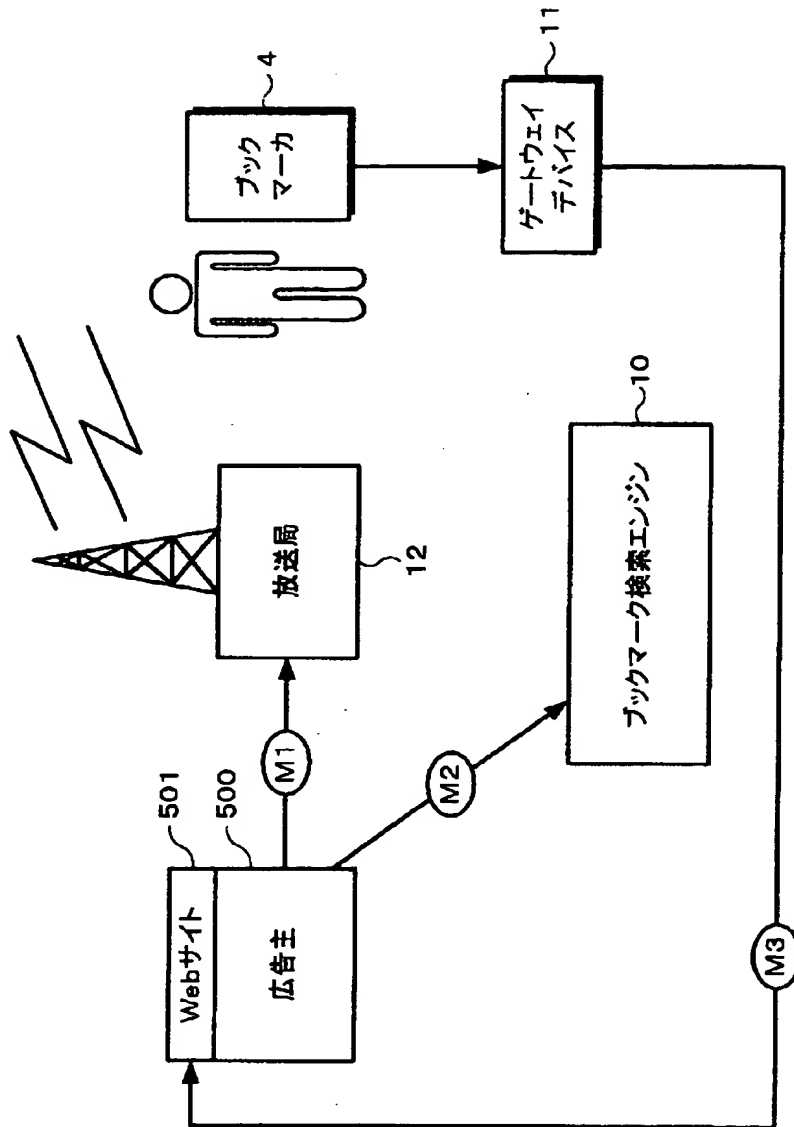 501
Webサイト
500
広告主
M1
放送局
12
M2
ブックマーク検索エンジン
10
ブック
マーカ
4
ゲートウェイ
デバイス
11
M3